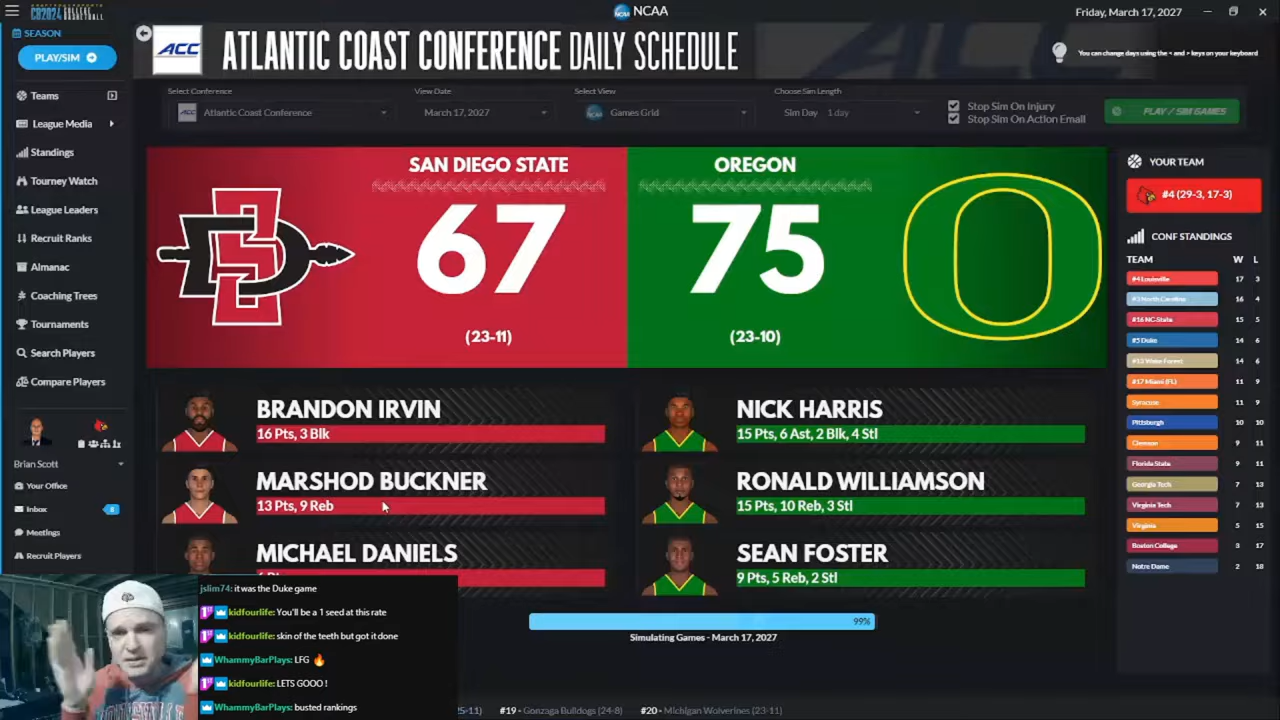 DRAFT DAY SPORTS
CB2024 COLLEGE BASKETBALL
NCAA
Friday, March 17, 2027
SEASON
PLAY/SIM
Teams
League Media
Standings
Tourney Watch
League Leaders
Recruit Ranks
Almanac
Coaching Trees
Tournaments
Search Players
Compare Players
1x
Brian Scott
Your Office
Inbox
8
Meetings
Recruit Players
ACC
ATLANTIC COAST CONFERENCE DAILY SCHEDULE
You can change days using the < and > keys on your keyboard
Select Conference
View Date
Select View
Choose Sim Length
ACC Atlantic Coast Conference
March 17, 2027
Games Grid
Sim Day 1 day
Stop Sim On Injury
Stop Sim On Action Email
PLAY / SIM GAMES
SAN DIEGO STATE
67
(23-11)
OREGON
75
(23-10)
BRANDON IRVIN
16 Pts, 3 Blk
MARSHOD BUCKNER
13 Pts, 9 Reb
MICHAEL DANIELS
NICK HARRIS
15 Pts, 6 Ast, 2 Blk, 4 Stl
RONALD WILLIAMSON
15 Pts, 10 Reb, 3 Stl
SEAN FOSTER
9 Pts, 5 Reb, 2 Stl
99%
Simulating Games - March 17, 2027
YOUR TEAM
#4 (29-3, 17-3)
CONF STANDINGS
TEAM W L
#4 Louisville 17 3
#3 North Carolina 16 4
#16 NC-State 15 5
#5 Duke 14 6
#13 Wake Forest 14 6
#17 Miami (FL) 11 9
Syracuse 11 9
Pittsburgh 10 10
Clemson 9 11
Florida State 9 11
Georgia Tech 7 13
Virginia Tech 7 13
Virginia 5 15
Boston College 3 17
Notre Dame 2 18
jslim74: it was the Duke game
kidfourlife: You'll be a 1 seed at this rate
kidfourlife: skin of the teeth but got it done
WhammyBarPlays: LFG
kidfourlife: LETS GOOO !
WhammyBarPlays: busted rankings
#19 - Gonzaga Bulldogs (24-8) #20 - Michigan Wolverines (23-11)